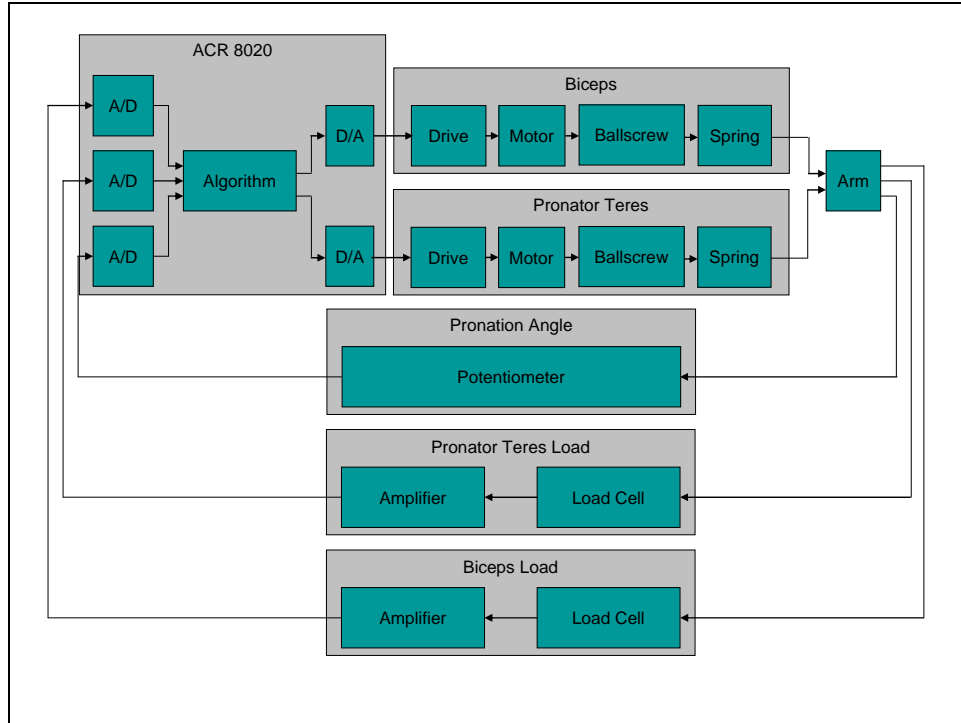 ACR 8020
A/D
A/D
A/D
Algorithm
D/A
D/A
Biceps
Drive
Motor
Ballscrew
Spring
Pronator Teres
Drive
Motor
Ballscrew
Spring
Arm
Pronation Angle
Potentiometer
Pronator Teres Load
Amplifier
Load Cell
Biceps Load
Amplifier
Load Cell